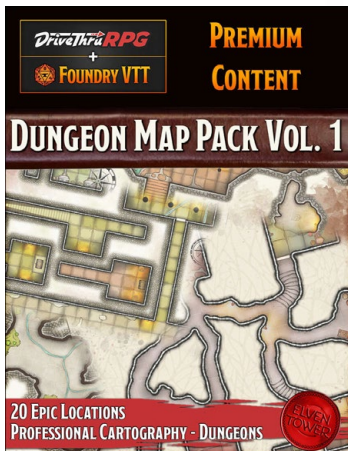 DriveThruRPG
+
FOUNDRY VTT
PREMIUM
CONTENT
DUNGEON MAP PACK VOL. 1
20 EPIC LOCATIONS
PROFESSIONAL CARTOGRAPHY - DUNGEONS
ELVEN
TOWER